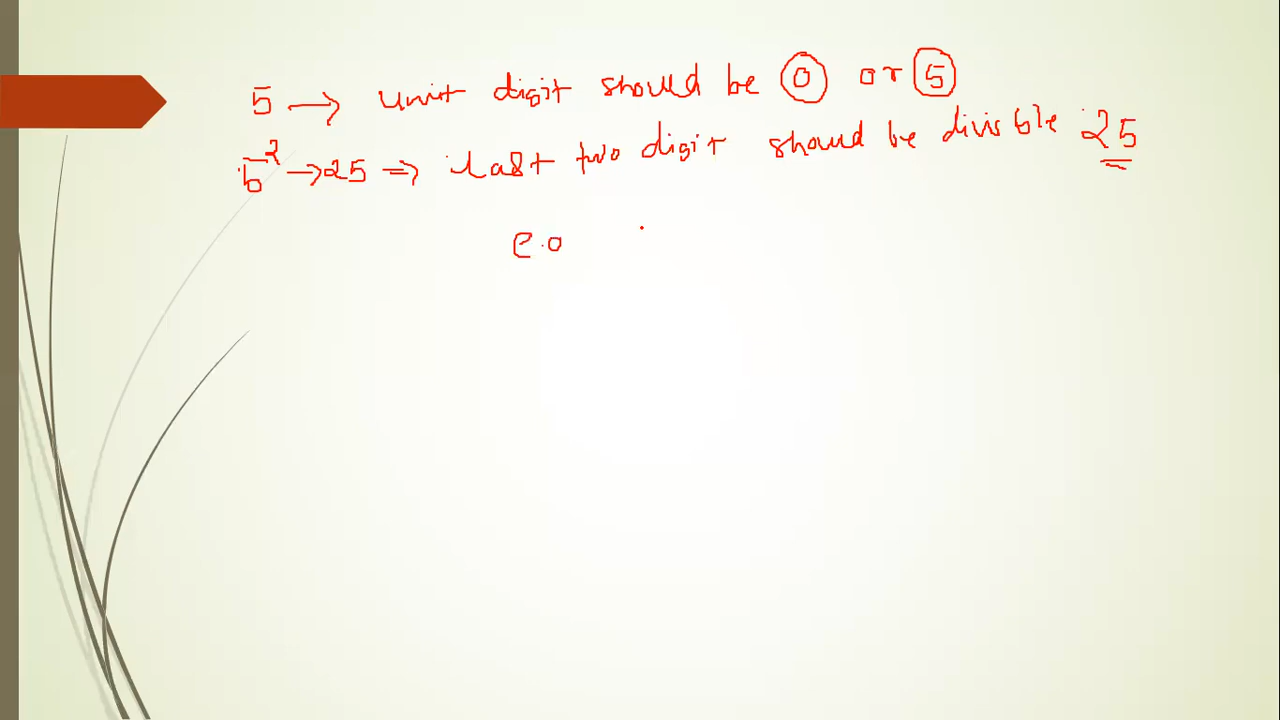 5 → unit digit should be 0 or 5
5² → 25 ⇒ last two digit should be divisible 25
e.g